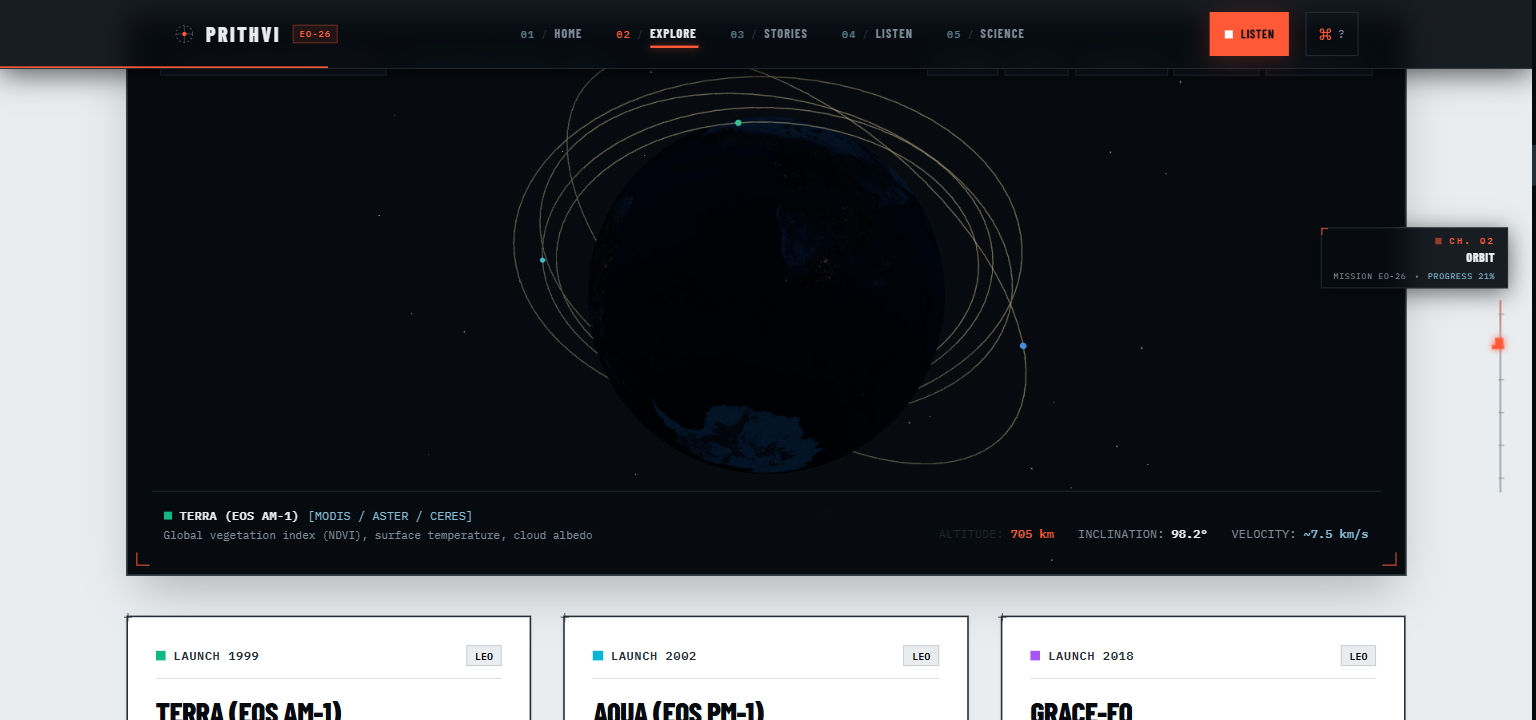 PRITHVI EO-26 01 / HOME 02 / EXPLORE 03 / STORIES 04 / LISTEN 05 / SCIENCE LISTEN ⌘ ?
CH. 02
ORBIT
MISSION EO-26 • PROGRESS 21%
TERRA (EOS AM-1) [MODIS / ASTER / CERES]
Global vegetation index (NDVI), surface temperature, cloud albedo
ALTITUDE: 705 km INCLINATION: 98.2° VELOCITY: ~7.5 km/s
LAUNCH 1999 LEO
TERRA (EOS AM-1)
LAUNCH 2002 LEO
AQUA (EOS PM-1)
LAUNCH 2018 LEO
GRACE-FO